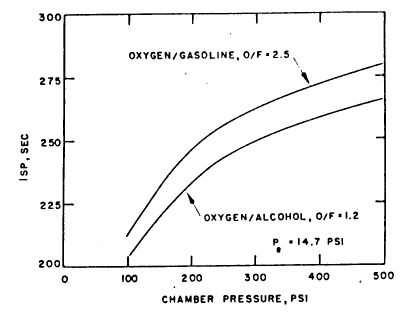 300
OXYGEN/GASOLINE, O/F = 2.5
275
ISP, SEC
250
225
OXYGEN/ALCOHOL, O/F = 1.2
Pe = 14.7 PSI
200
0 100 200 300 400 500
CHAMBER PRESSURE, PSI